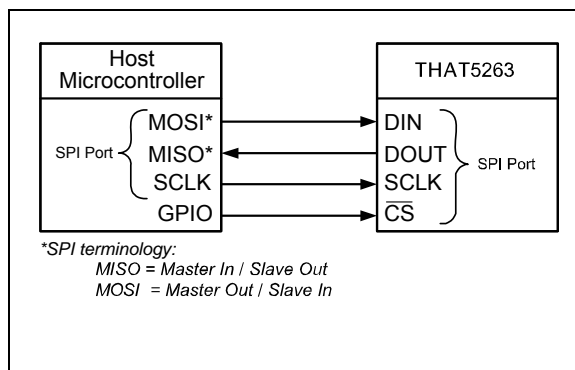 Host
Microcontroller
THAT5263
MOSI*
DIN
SPI Port
MISO*
DOUT
SPI Port
SCLK
SCLK
GPIO
CS
*SPI terminology:
MISO = Master In / Slave Out
MOSI = Master Out / Slave In